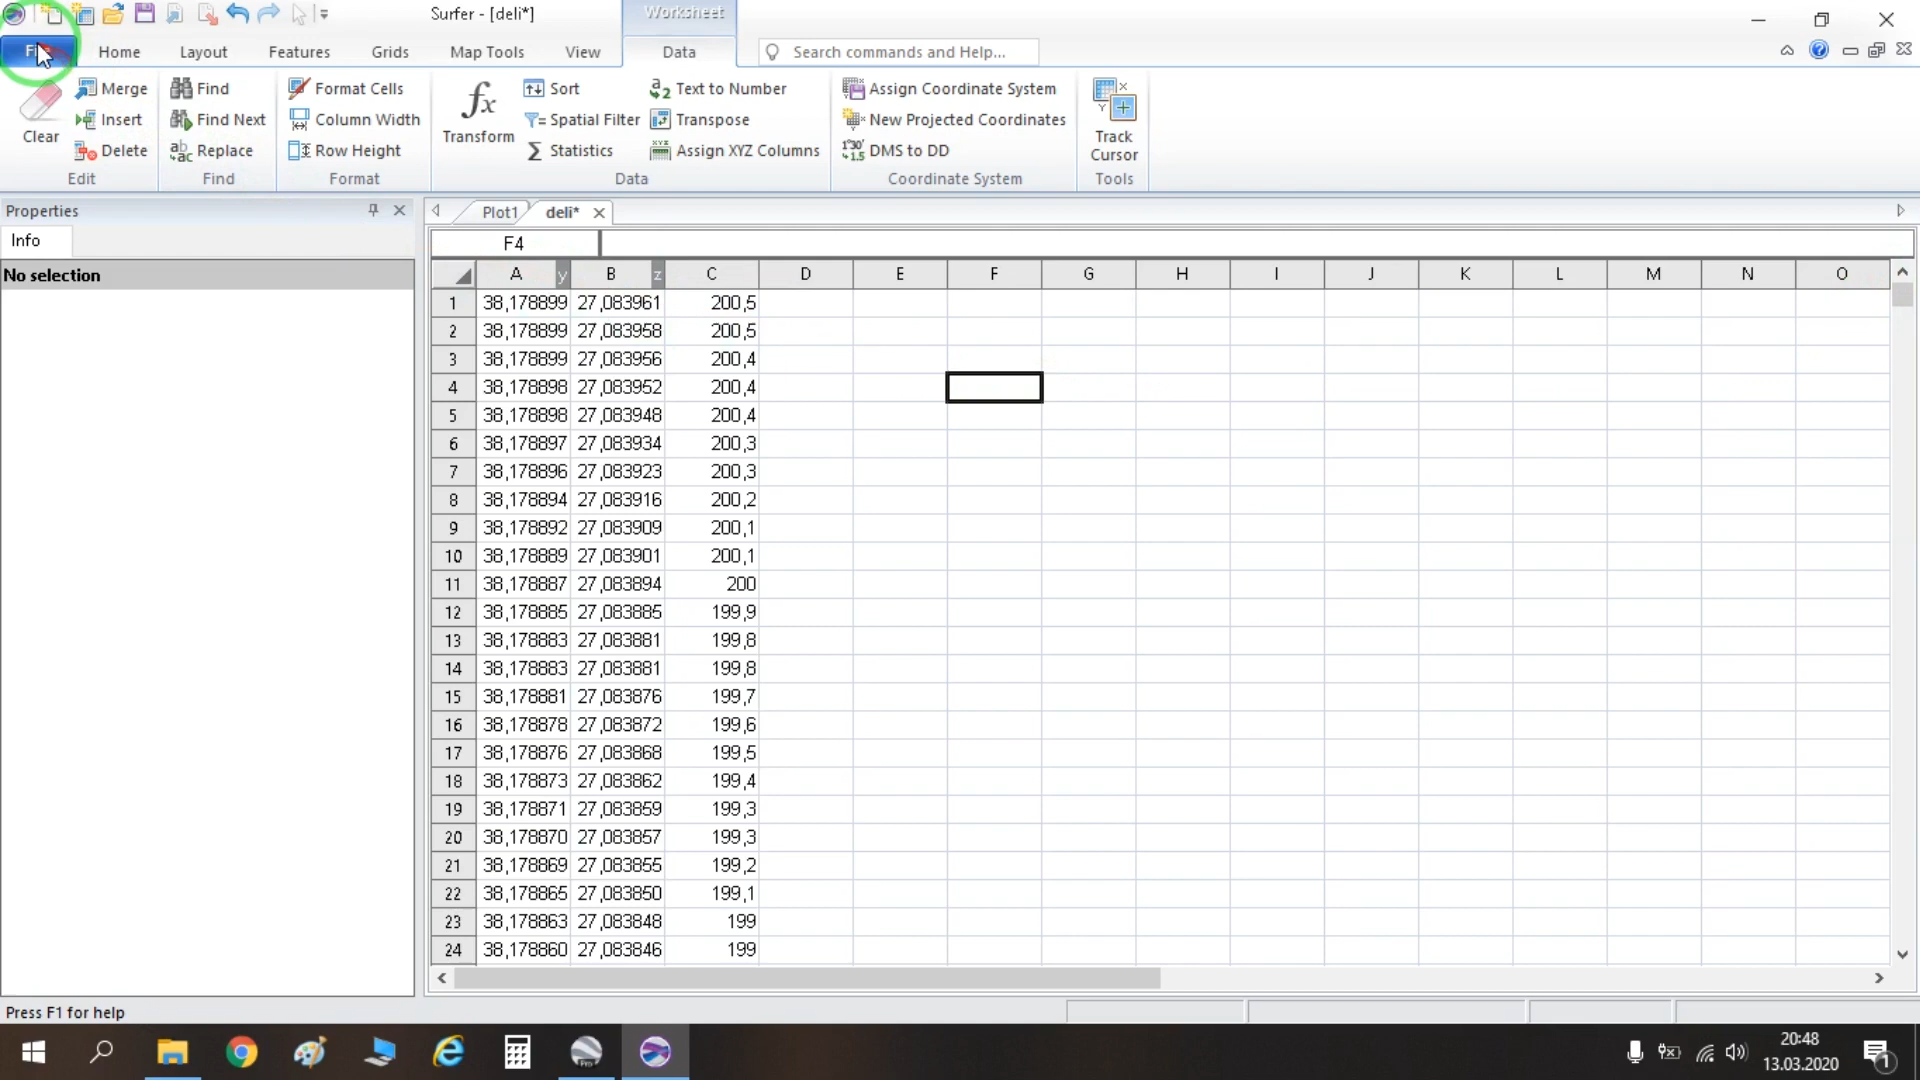 Surfer - [deli*]
Worksheet
Home
Layout
Features
Grids
Map Tools
View
Data
Search commands and Help...
Clear
Merge
Insert
Delete
Edit
Find
Find Next
Replace
Find
Format Cells
Column Width
Row Height
Format
Transform
Sort
Spatial Filter
Statistics
Text to Number
Transpose
Assign XYZ Columns
Data
Assign Coordinate System
New Projected Coordinates
DMS to DD
Coordinate System
Track
Cursor
Tools
Properties
Info
No selection
Plot1
deli*
F4
A y B z C D E F G H I J K L M N O
1 38,178899 27,083961 200,5
2 38,178899 27,083958 200,5
3 38,178899 27,083956 200,4
4 38,178898 27,083952 200,4
5 38,178898 27,083948 200,4
6 38,178897 27,083934 200,3
7 38,178896 27,083923 200,3
8 38,178894 27,083916 200,2
9 38,178892 27,083909 200,1
10 38,178889 27,083901 200,1
11 38,178887 27,083894 200
12 38,178885 27,083885 199,9
13 38,178883 27,083881 199,8
14 38,178883 27,083881 199,8
15 38,178881 27,083876 199,7
16 38,178878 27,083872 199,6
17 38,178876 27,083868 199,5
18 38,178873 27,083862 199,4
19 38,178871 27,083859 199,3
20 38,178870 27,083857 199,3
21 38,178869 27,083855 199,2
22 38,178865 27,083850 199,1
23 38,178863 27,083848 199
24 38,178860 27,083846 199
Press F1 for help
20:48
13.03.2020
1